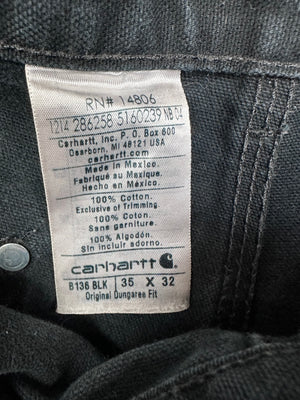 RN# 14806
1214 286258 5160239 NB 04
Carhartt, Inc. P. O. Box 600
Dearborn, MI 48121 USA
carhartt.com
Made in Mexico
Fabriqué au Mexique
Hecho en México
100% Cotton.
Exclusive of Trimming.
100% Coton.
Sans garniture.
100% Algodón.
Sin incluir adorno.
carhartt
B136 BLK 35 X 32
Original Dungaree Fit